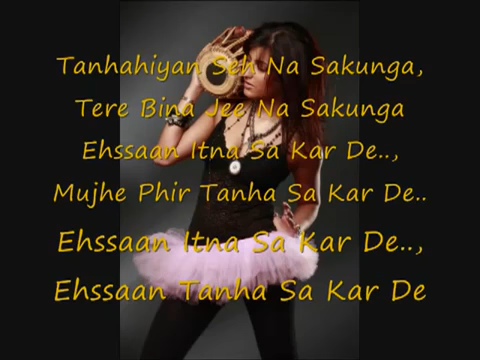 Tanhahiyan Seh Na Sakunga,
Tere Bina Jee Na Sakunga
Ehssaan Itna Sa Kar De..,
Mujhe Phir Tanha Sa Kar De..
Ehssaan Itna Sa Kar De..,
Ehssaan Tanha Sa Kar De